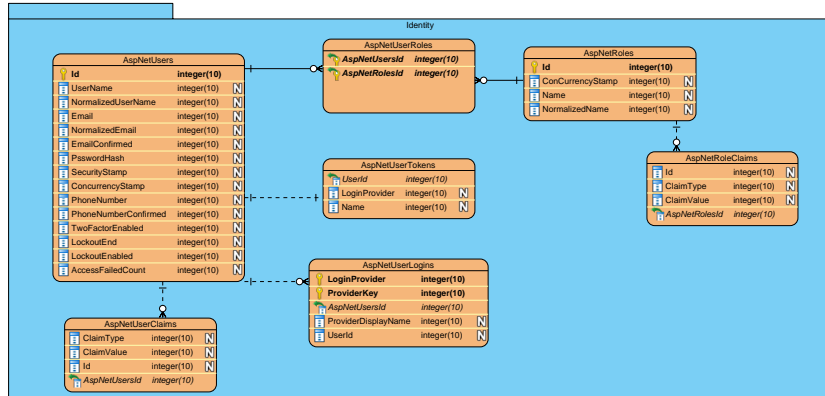 Identity
AspNetUsers
Id integer(10)
UserName integer(10) N
NormalizedUserName integer(10) N
Email integer(10) N
NormalizedEmail integer(10) N
EmailConfirmed integer(10) N
PsswordHash integer(10) N
SecurityStamp integer(10) N
ConcurrencyStamp integer(10) N
PhoneNumber integer(10) N
PhoneNumberConfirmed integer(10) N
TwoFactorEnabled integer(10) N
LockoutEnd integer(10) N
LockoutEnabled integer(10) N
AccessFailedCount integer(10) N
AspNetUserRoles
AspNetUsersId integer(10)
AspNetRolesId integer(10)
AspNetRoles
Id integer(10)
ConCurrencyStamp integer(10) N
Name integer(10) N
NormalizedName integer(10) N
AspNetUserTokens
UserId integer(10)
LoginProvider integer(10) N
Name integer(10) N
AspNetRoleClaims
Id integer(10) N
ClaimType integer(10) N
ClaimValue integer(10) N
AspNetRolesId integer(10)
AspNetUserLogins
LoginProvider integer(10)
ProviderKey integer(10)
AspNetUsersId integer(10)
ProviderDisplayName integer(10) N
UserId integer(10) N
AspNetUserClaims
ClaimType integer(10) N
ClaimValue integer(10) N
Id integer(10) N
AspNetUsersId integer(10)